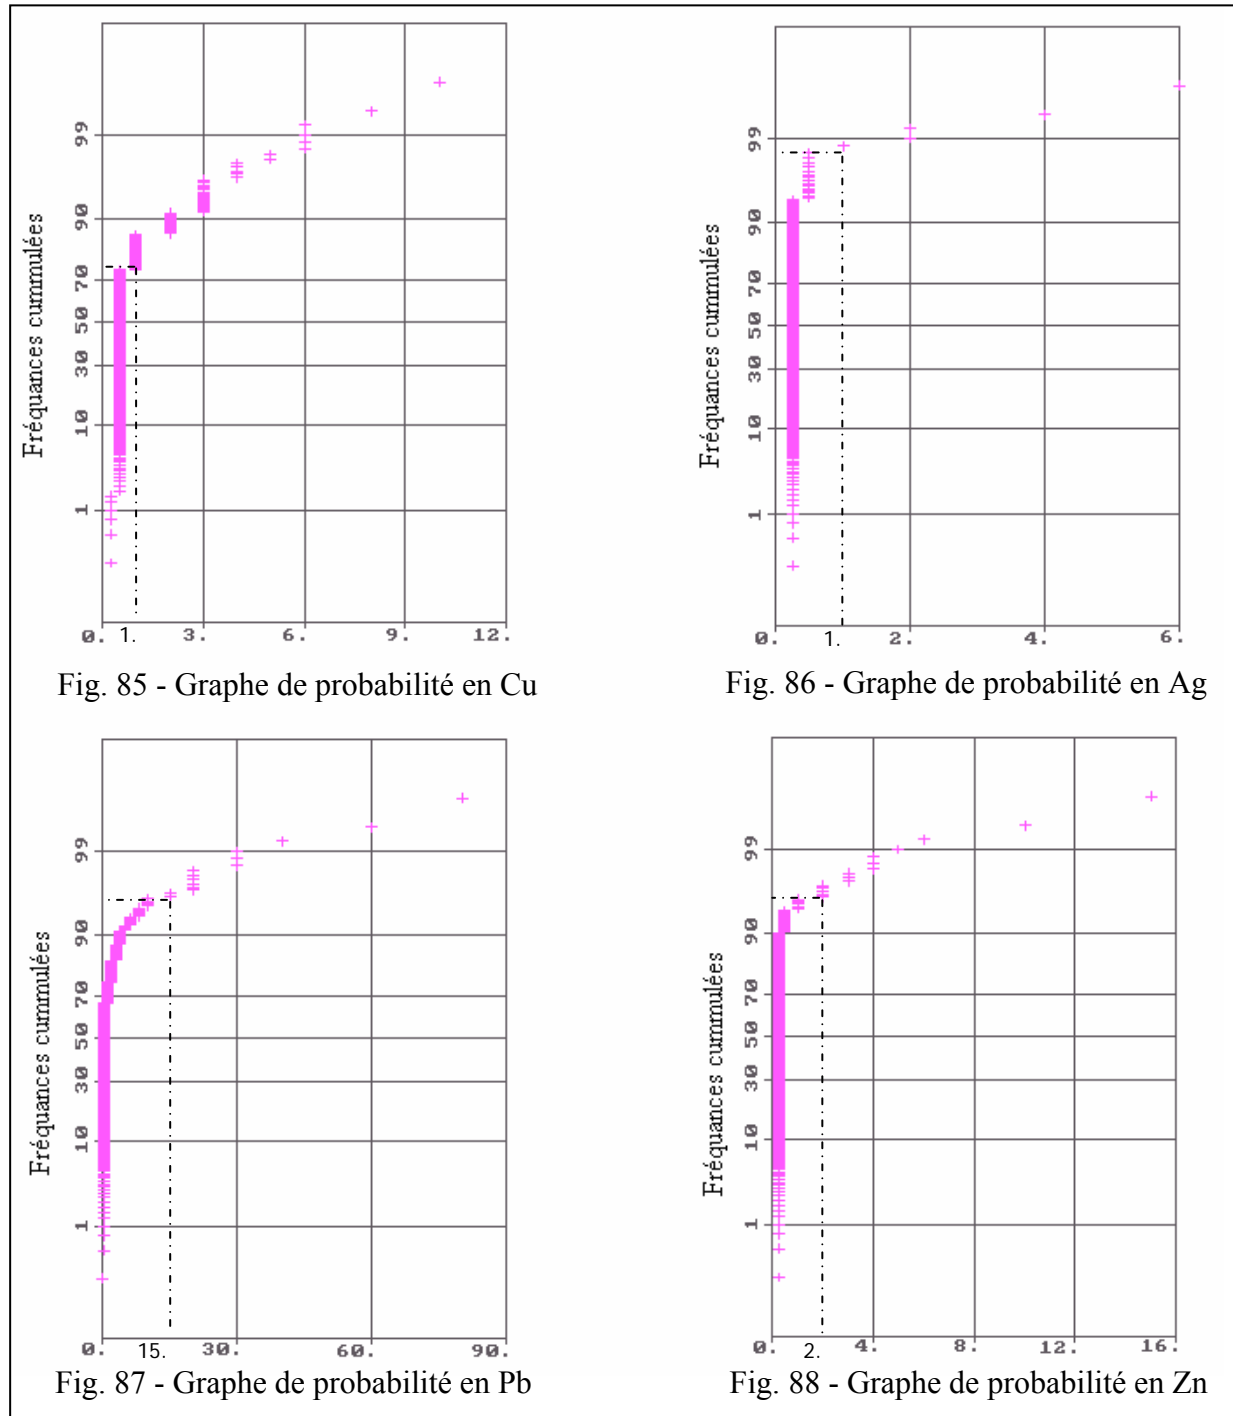 Fréquances cummulées
99
90
70
50
30
10
1
0. 1. 3. 6. 9. 12.
Fig. 85 - Graphe de probabilité en Cu
Fréquances cummulées
99
90
70
50
30
10
1
0. 1. 2. 4. 6.
Fig. 86 - Graphe de probabilité en Ag
Fréquances cummulées
99
90
70
50
30
10
1
0. 15. 30. 60. 90.
Fig. 87 - Graphe de probabilité en Pb
Fréquances cummulées
99
90
70
50
30
10
1
0. 2. 4. 8. 12. 16.
Fig. 88 - Graphe de probabilité en Zn